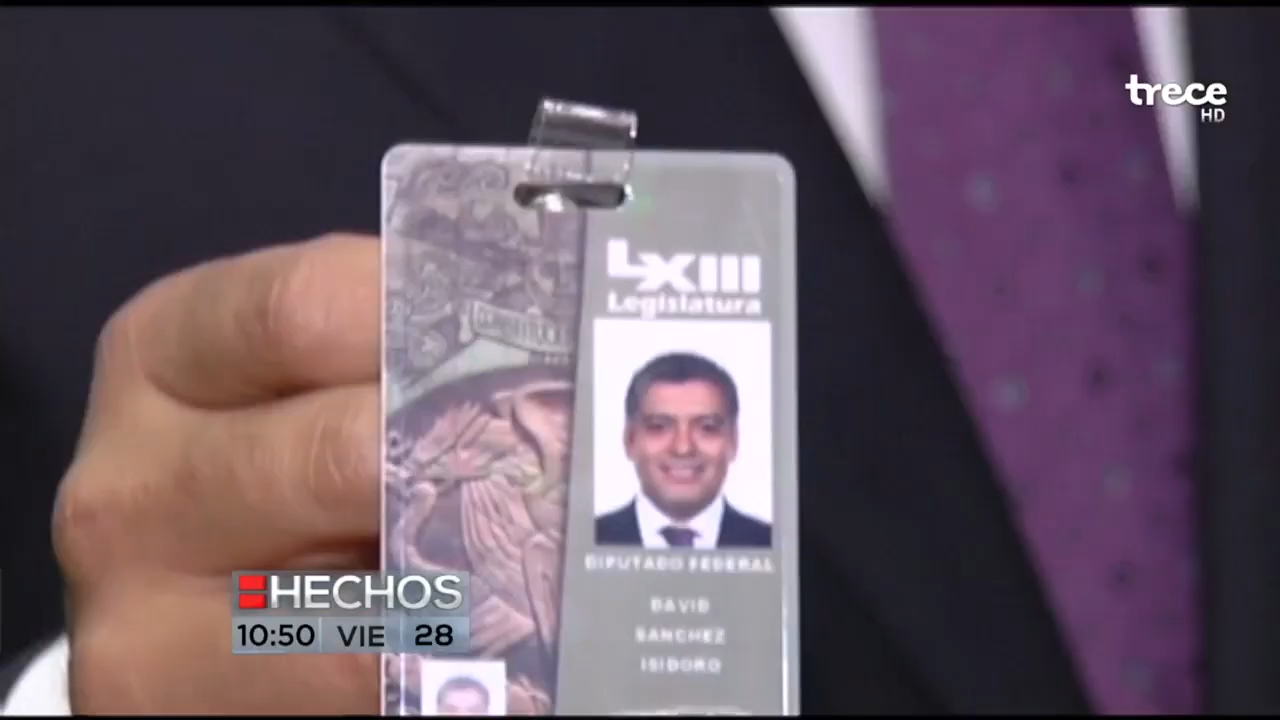 trece
HD
LXIII
Legislatura
DIPUTADO FEDERAL
DAVID
SANCHEZ
ISIDORO
HECHOS
10:50 VIE 28